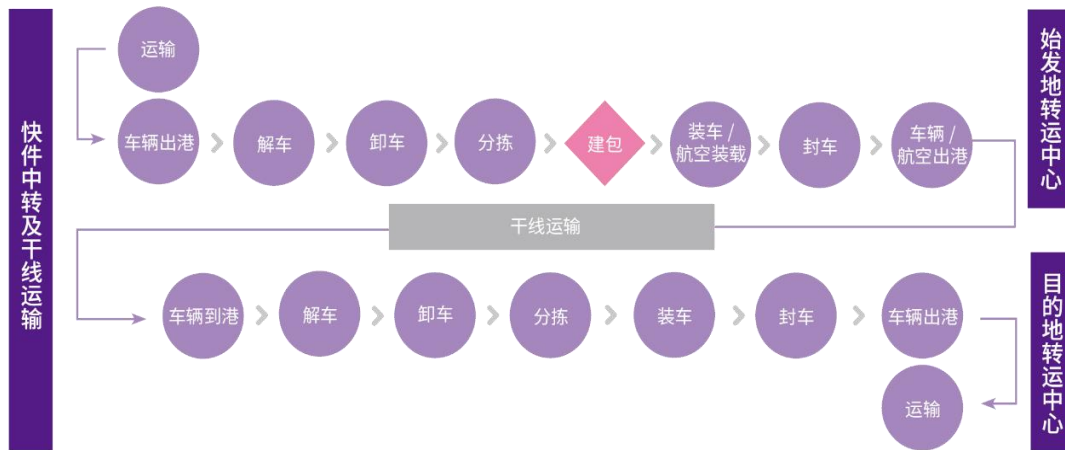 快件中转及干线运输
运输
车辆出港
解车
卸车
分拣
建包
装车 /
航空装载
封车
车辆 /
航空出港
始发地转运中心
干线运输
车辆到港
解车
卸车
分拣
装车
封车
车辆出港
运输
目的地转运中心